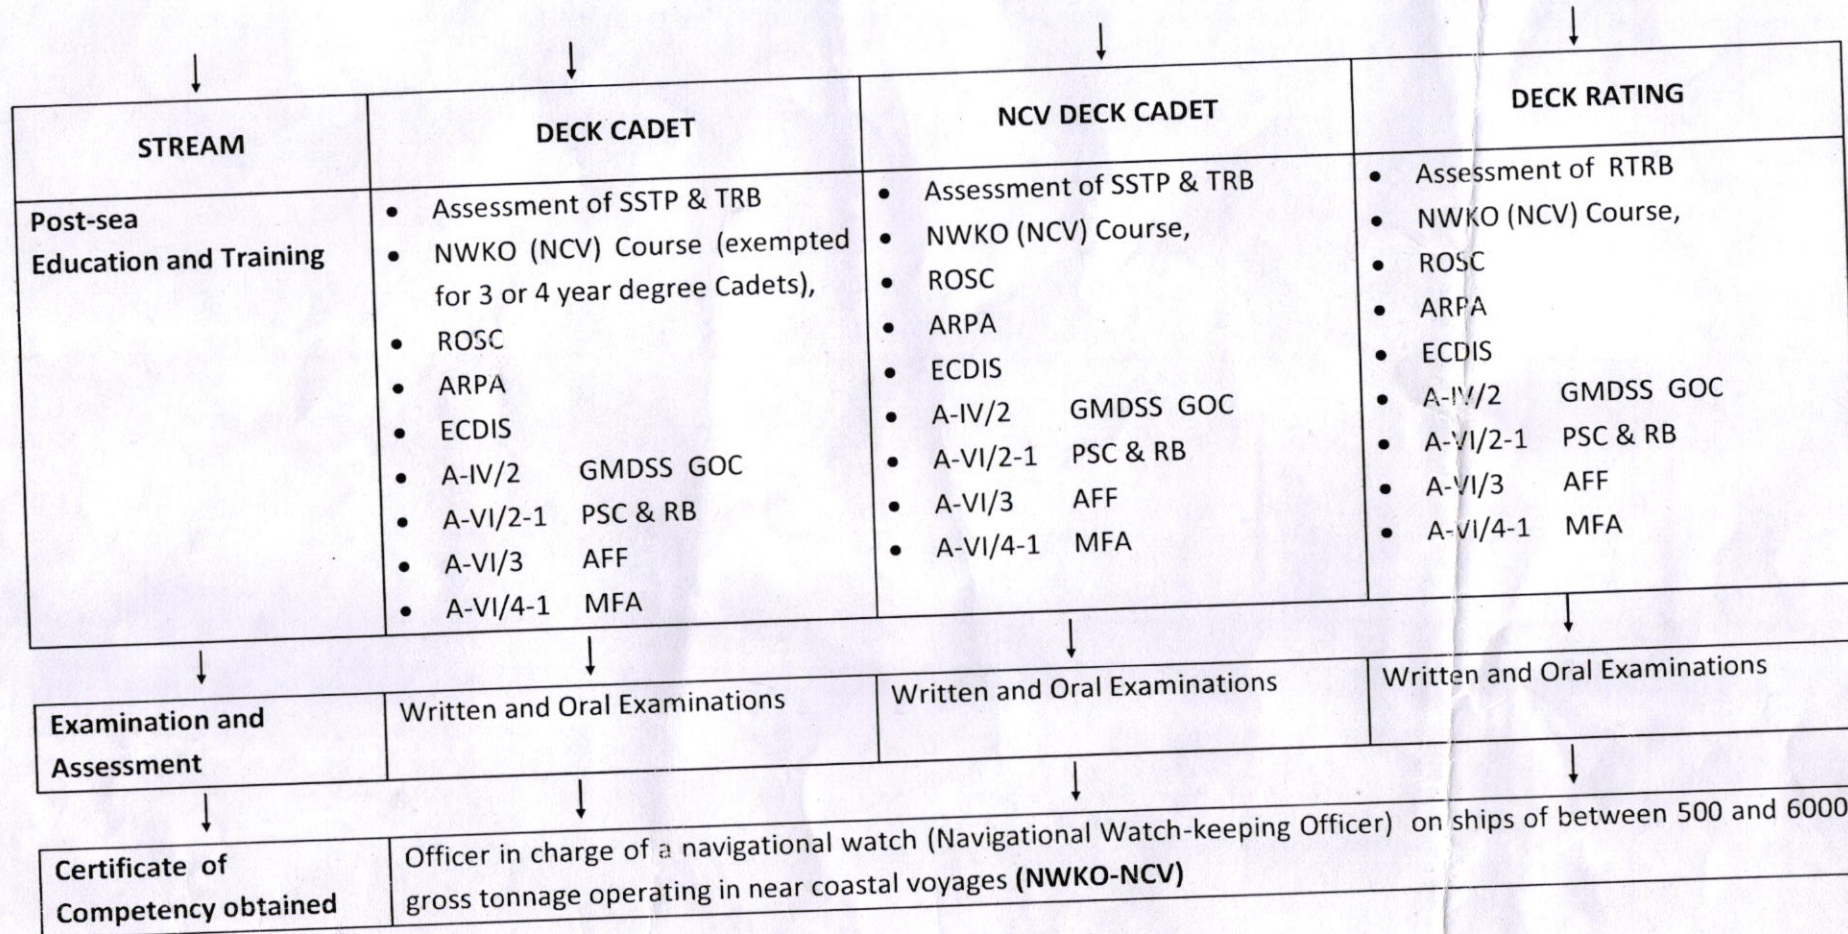 STREAM
DECK CADET
NCV DECK CADET
DECK RATING
Post-sea
Education and Training
• Assessment of SSTP & TRB
• NWKO (NCV) Course (exempted
for 3 or 4 year degree Cadets),
• ROSC
• ARPA
• ECDIS
• A-IV/2 GMDSS GOC
• A-VI/2-1 PSC & RB
• A-VI/3 AFF
• A-VI/4-1 MFA
• Assessment of SSTP & TRB
• NWKO (NCV) Course,
• ROSC
• ARPA
• ECDIS
• A-IV/2 GMDSS GOC
• A-VI/2-1 PSC & RB
• A-VI/3 AFF
• A-VI/4-1 MFA
• Assessment of RTRB
• NWKO (NCV) Course,
• ROSC
• ARPA
• ECDIS
• A-IV/2 GMDSS GOC
• A-VI/2-1 PSC & RB
• A-VI/3 AFF
• A-VI/4-1 MFA
Examination and
Assessment
Written and Oral Examinations
Written and Oral Examinations
Written and Oral Examinations
Certificate of
Competency obtained
Officer in charge of a navigational watch (Navigational Watch-keeping Officer) on ships of between 500 and 6000
gross tonnage operating in near coastal voyages (NWKO-NCV)